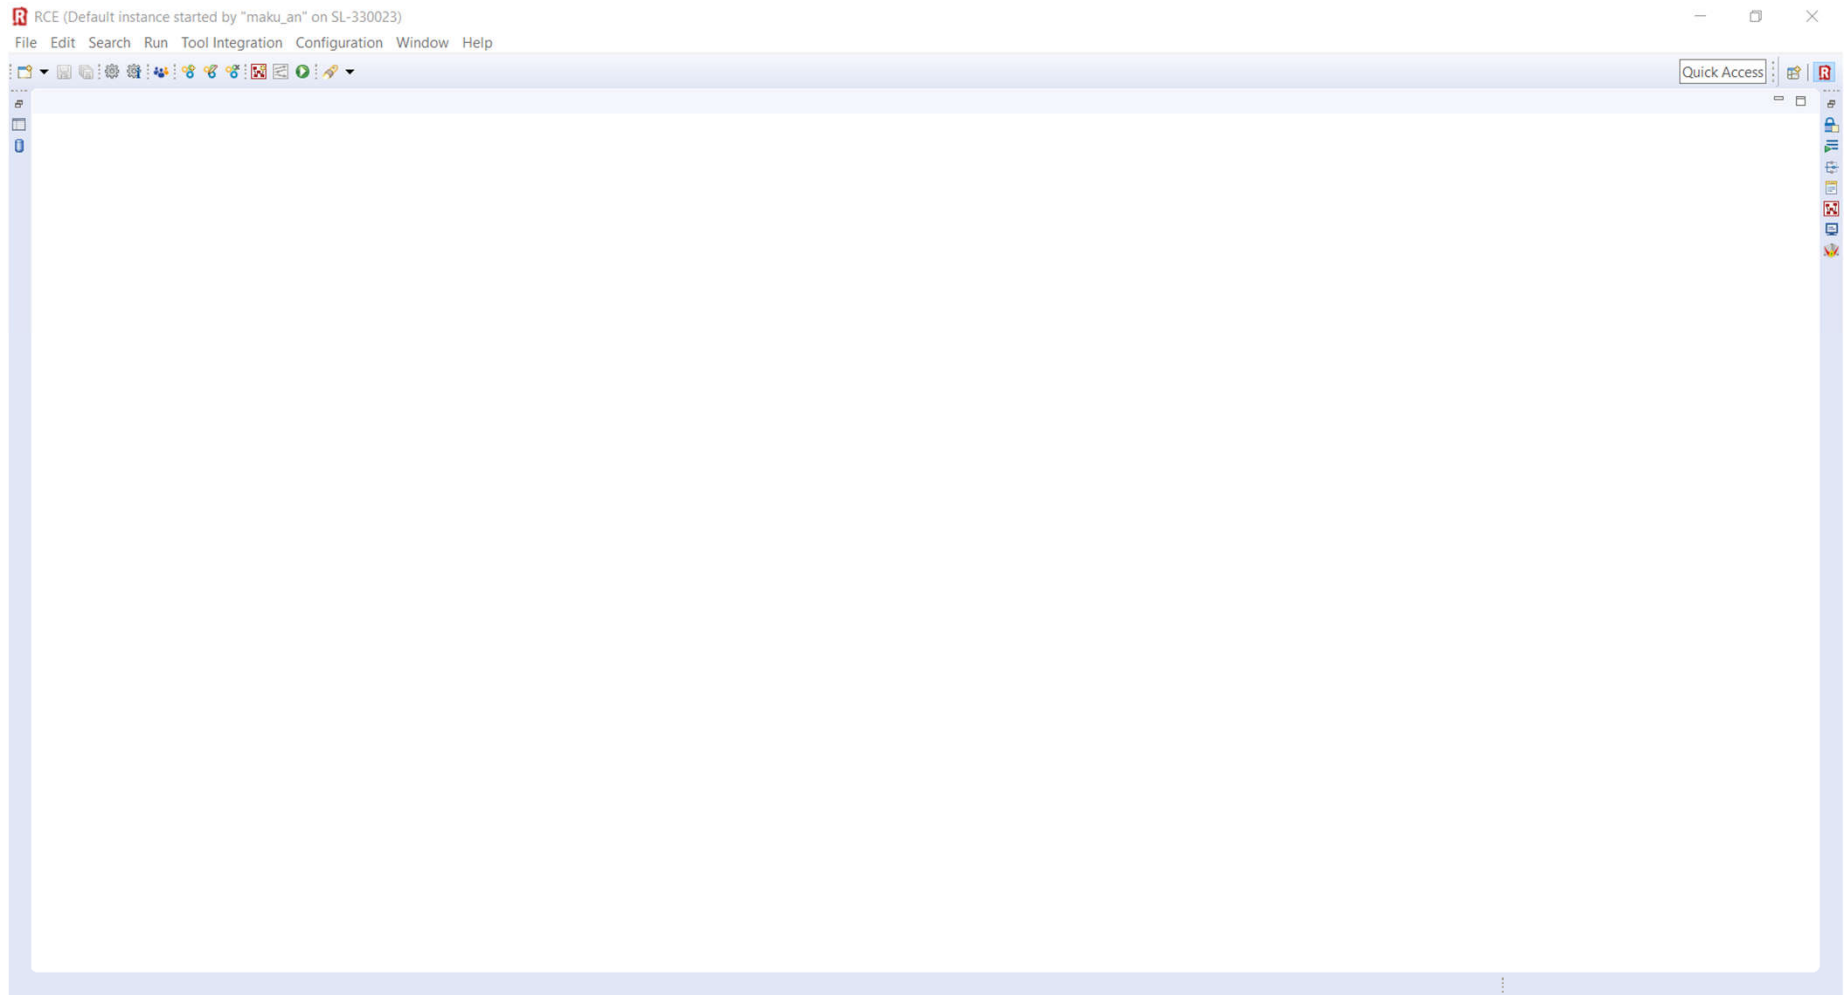 RCE (Default instance started by "maku_an" on SL-330023)
File Edit Search Run Tool Integration Configuration Window Help
Quick Access